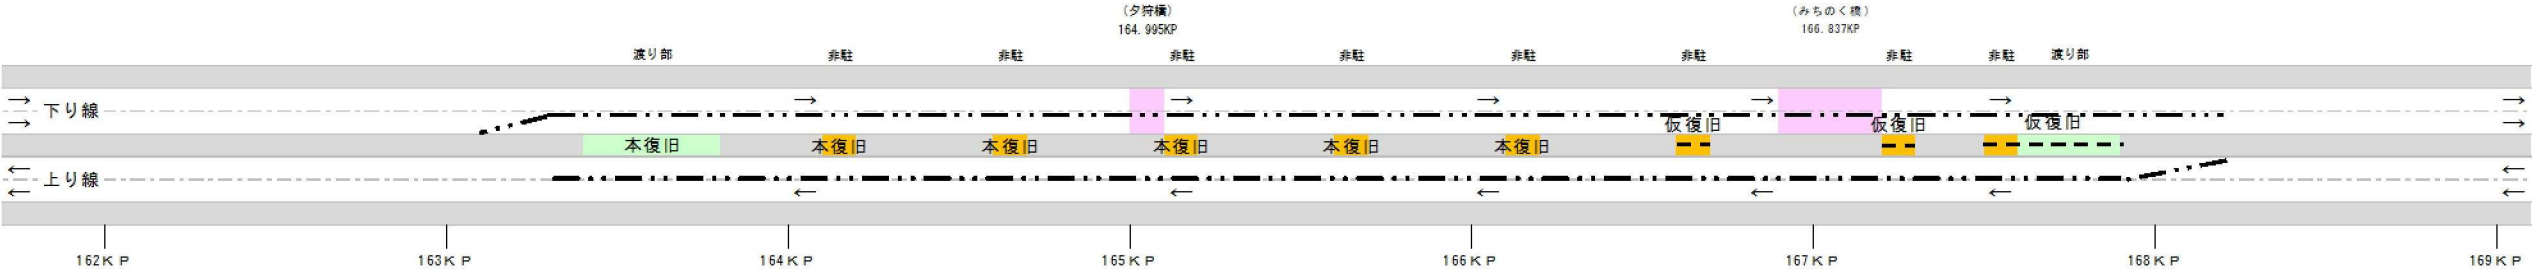 （夕狩橋）
164.995KP
（みちのく橋）
166.837KP
渡り部
非駐
非駐
非駐
非駐
非駐
非駐
非駐
非駐
渡り部
→ → → → → → →
下り線
→ →
仮復旧
仮復旧
仮復旧
本復旧
本復旧
本復旧
本復旧
本復旧
本復旧
← ←
上り線
← ← ← ← ← ← ←
162ＫＰ
163ＫＰ
164ＫＰ
165ＫＰ
166ＫＰ
167ＫＰ
168ＫＰ
169ＫＰ